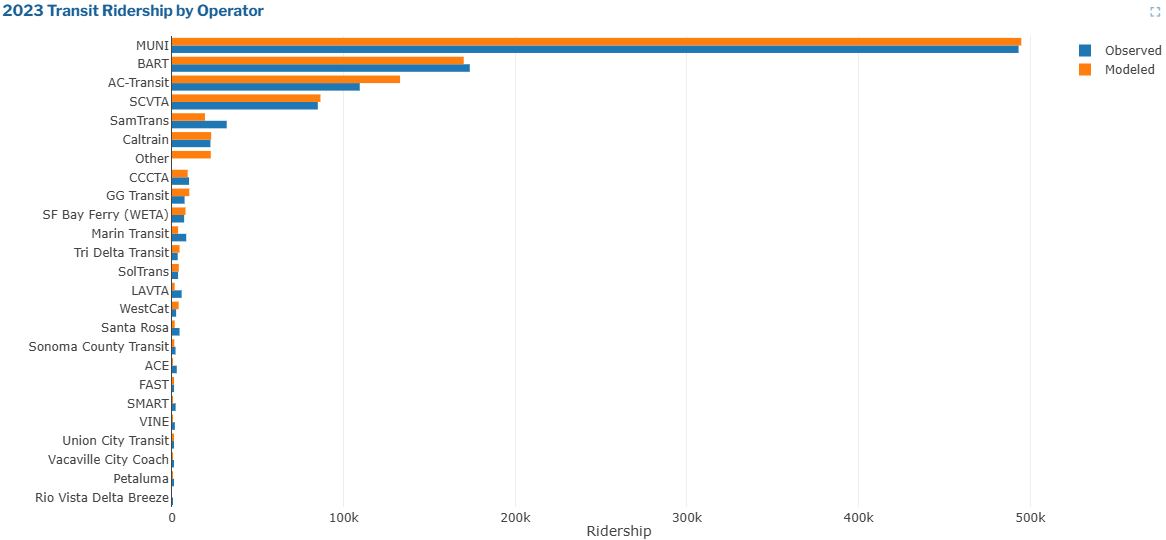 2023 Transit Ridership by Operator
MUNI
BART
AC-Transit
SCVTA
SamTrans
Caltrain
Other
CCCTA
GG Transit
SF Bay Ferry (WETA)
Marin Transit
Tri Delta Transit
SolTrans
LAVTA
WestCat
Santa Rosa
Sonoma County Transit
ACE
FAST
SMART
VINE
Union City Transit
Vacaville City Coach
Petaluma
Rio Vista Delta Breeze
0 100k 200k 300k 400k 500k
Ridership
Observed
Modeled